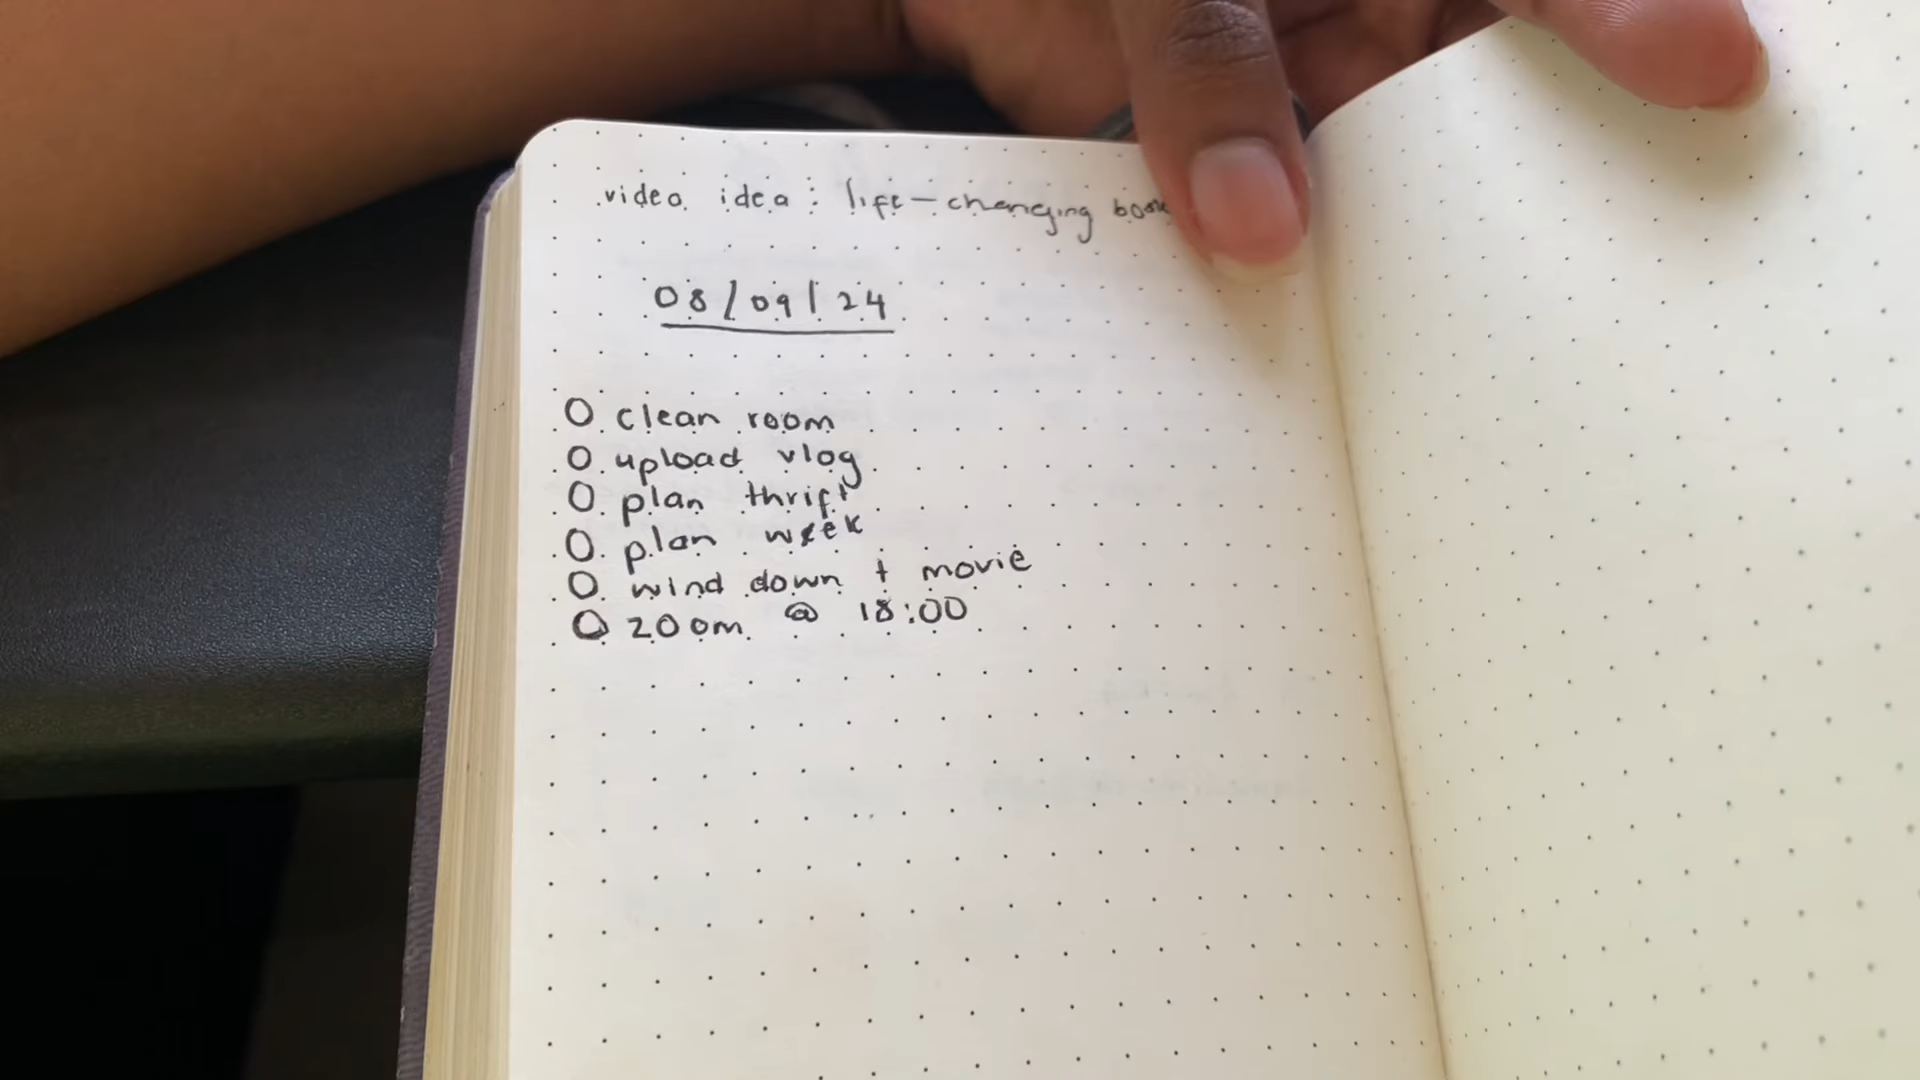 video idea : life-changing book
08/09/24
O clean room
O upload vlog
O plan thrift
O plan week
O wind down + movie
O zoom @ 18:00